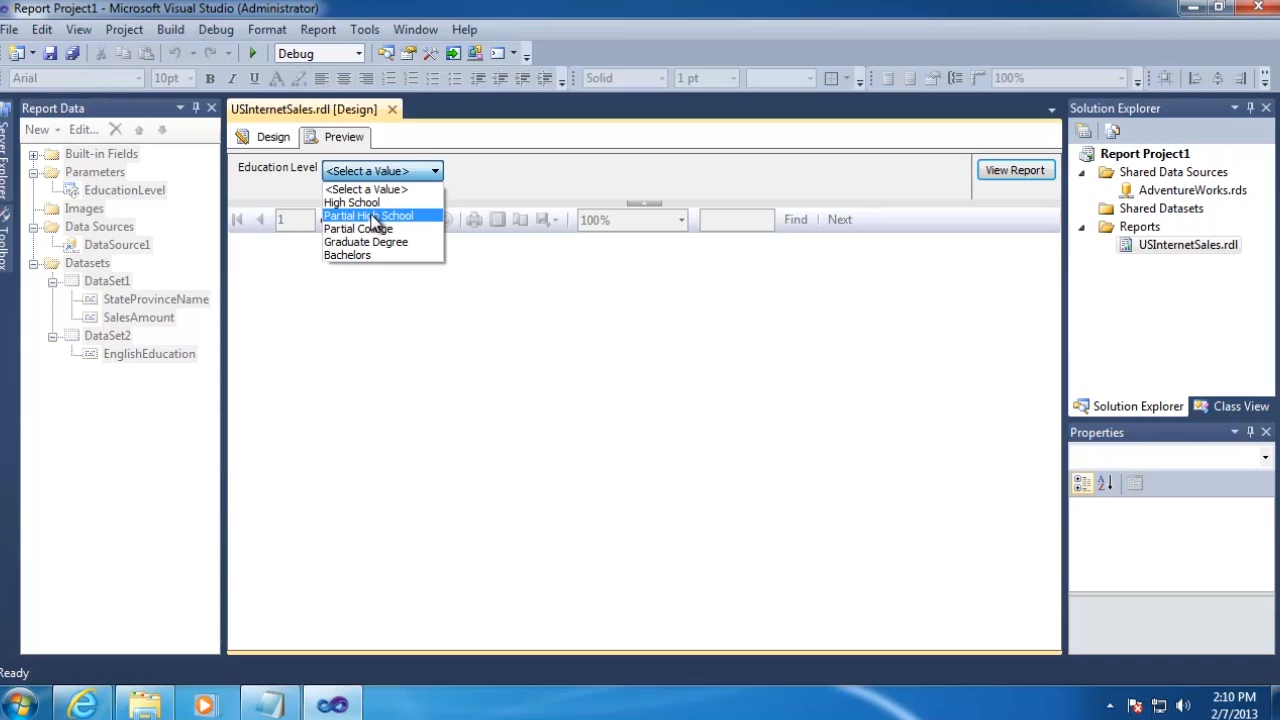 Report Project1 - Microsoft Visual Studio (Administrator)
File Edit View Project Build Debug Format Report Tools Window Help
Debug
Arial 10pt B I U A Solid 1 pt 100%
Report Data
New Edit...
Built-in Fields
Parameters
EducationLevel
Images
Data Sources
DataSource1
Datasets
DataSet1
StateProvinceName
SalesAmount
DataSet2
EnglishEducation
Server Explorer
Toolbox
USInternetSales.rdl [Design]
Design Preview
Education Level <Select a Value> View Report
<Select a Value>
High School
Partial High School
Partial College
Graduate Degree
Bachelors
1 100% Find Next
Solution Explorer
Report Project1
Shared Data Sources
AdventureWorks.rds
Shared Datasets
Reports
USInternetSales.rdl
Solution Explorer Class View
Properties
Ready
2:10 PM
2/7/2013